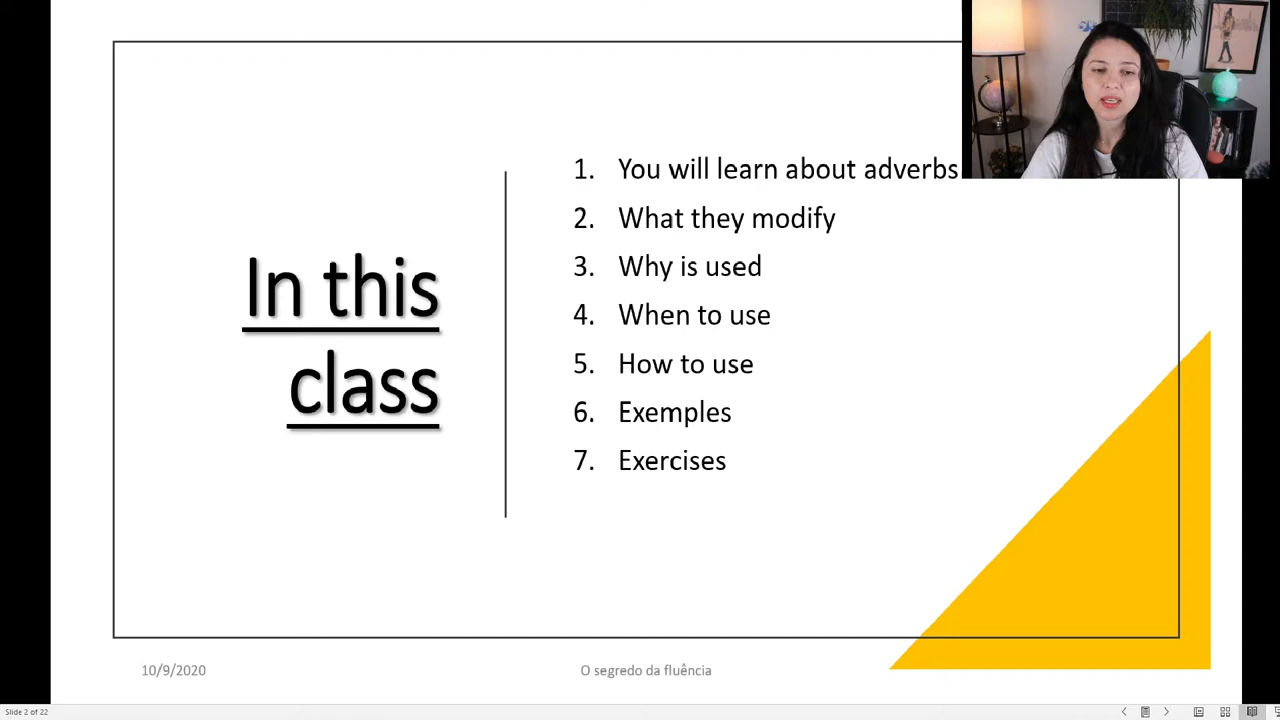 In this
class
1. You will learn about adverbs
2. What they modify
3. Why is used
4. When to use
5. How to use
6. Exemples
7. Exercises
10/9/2020
O segredo da fluência
Slide 2 of 22